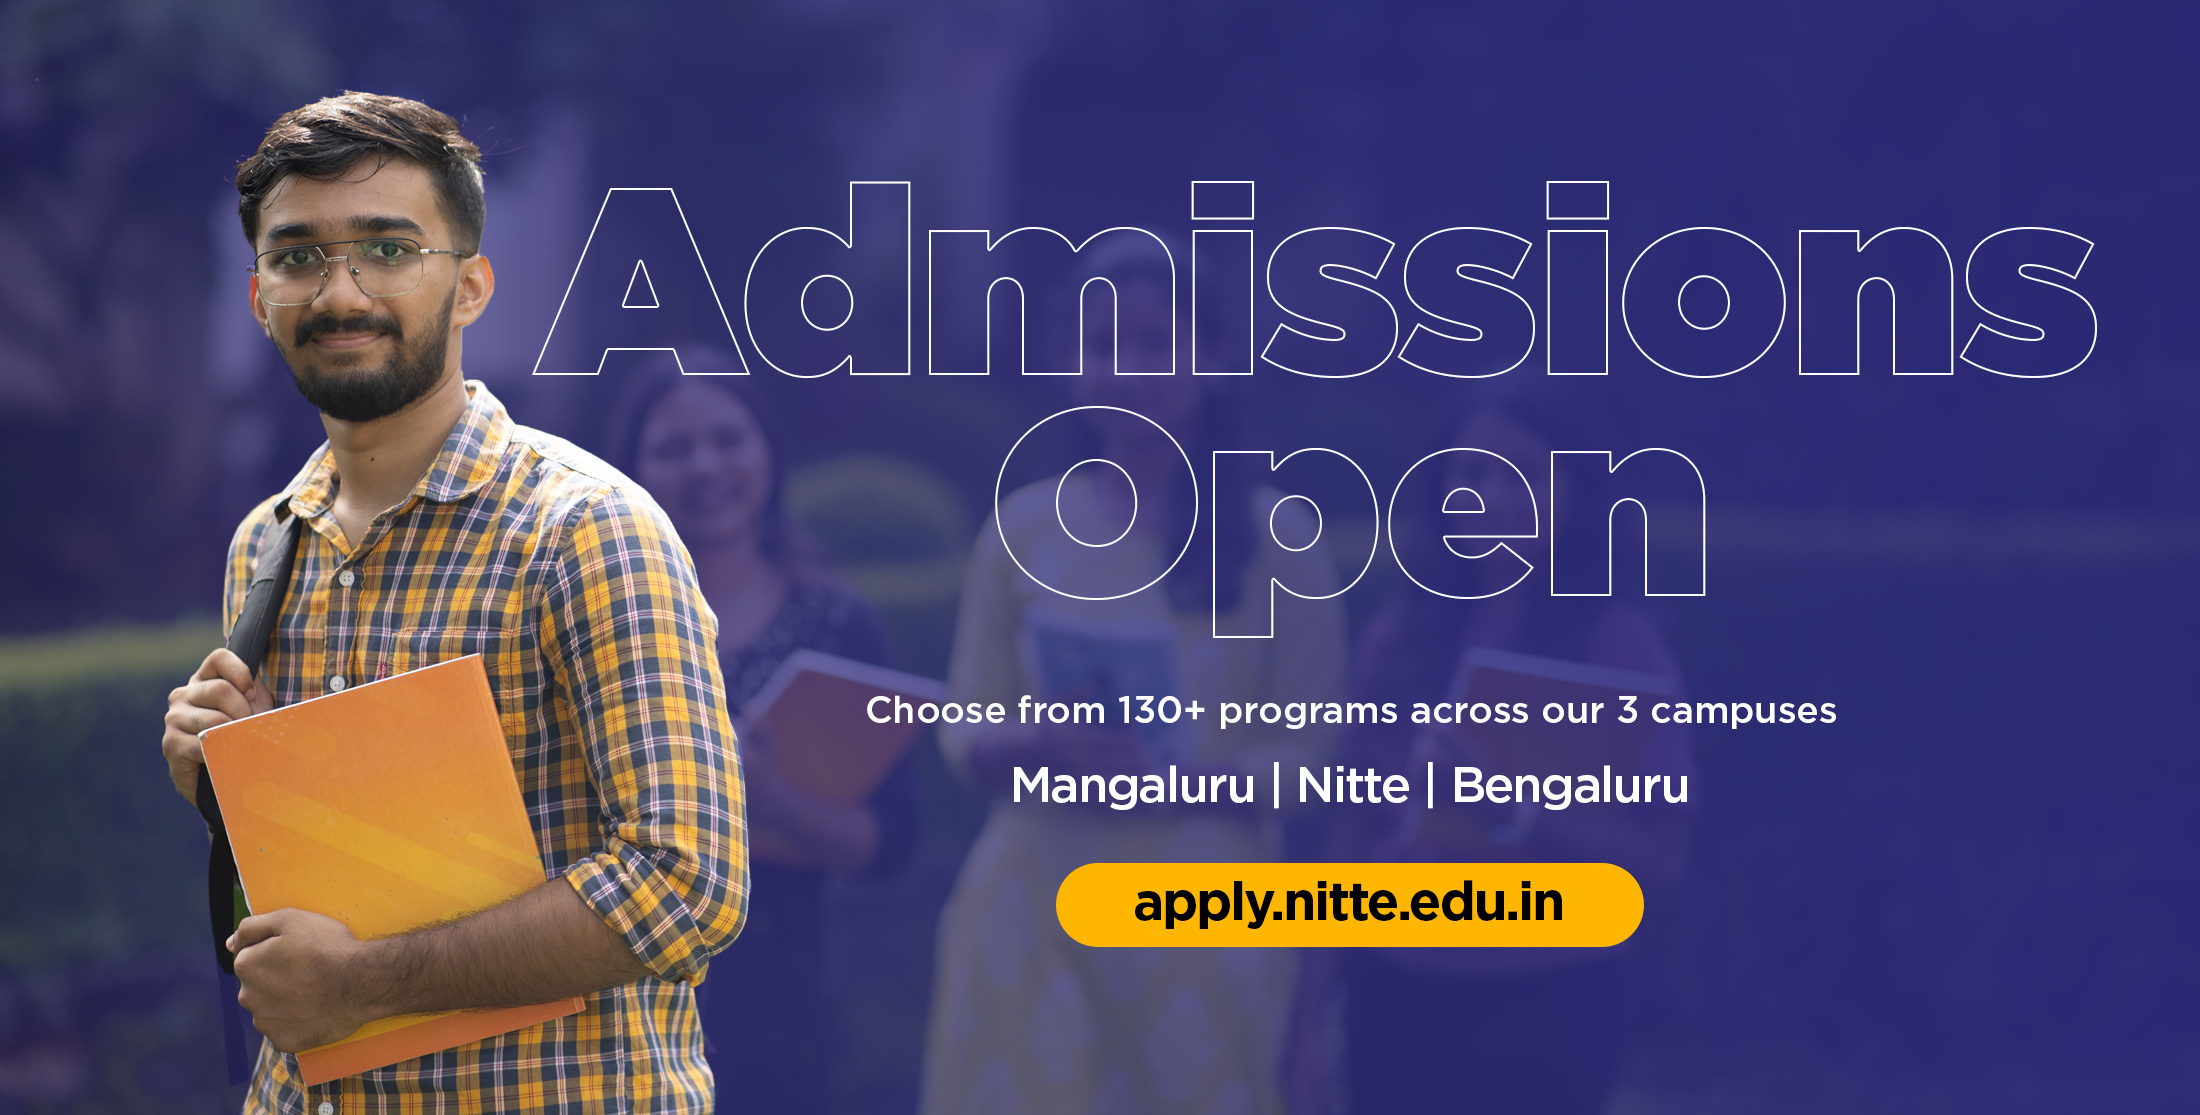 Admissions
Open
Choose from 130+ programs across our 3 campuses
Mangaluru | Nitte | Bengaluru
apply.nitte.edu.in